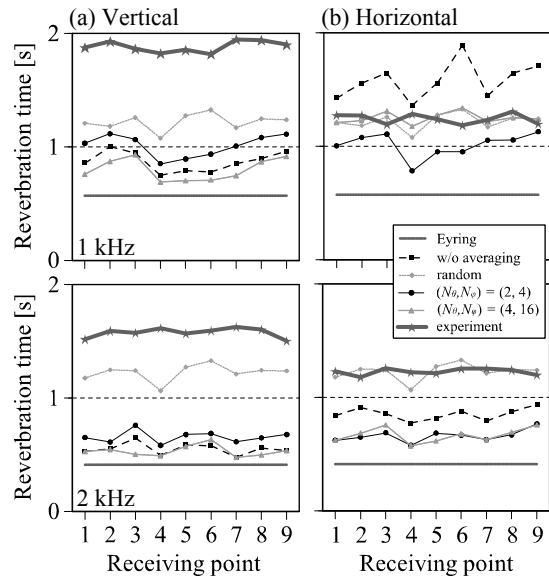 (a) Vertical
(b) Horizontal
Reverbration time [s]
2
1
0
1 kHz
Eyring
w/o averaging
random
(Nθ,Nφ) = (2, 4)
(Nθ,Nφ) = (4, 16)
experiment
Reverbration time [s]
2
1
0
2 kHz
1 2 3 4 5 6 7 8 9
1 2 3 4 5 6 7 8 9
Receiving point
Receiving point